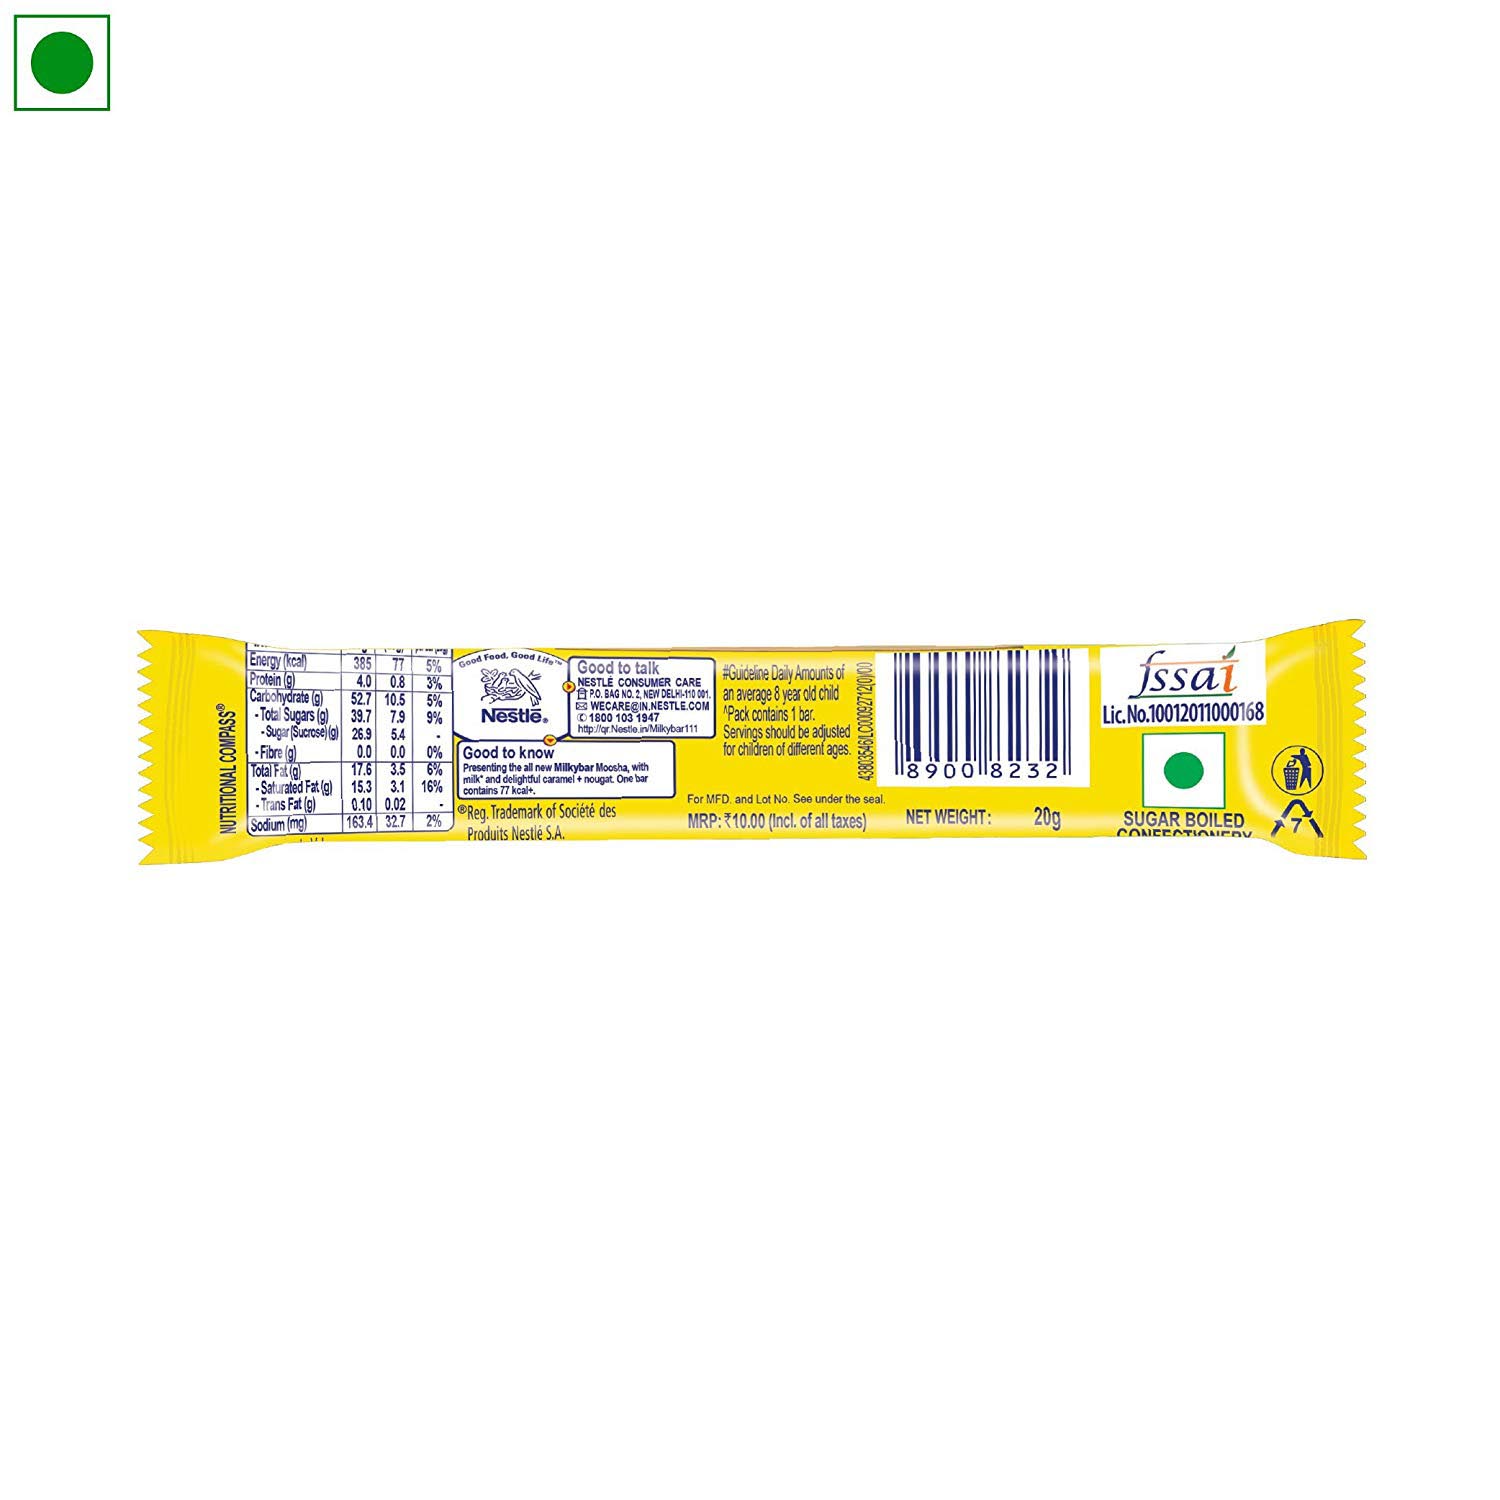 NUTRITIONAL COMPASS®
Energy (kcal) 385 77 5%
Protein (g) 4.0 0.8 3%
Carbohydrate (g) 52.7 10.5 5%
- Total Sugars (g) 39.7 7.9 9%
- Sugar (Sucrose) (g) 26.9 5.4 -
- Fibre (g) 0.0 0.0 0%
Total Fat (g) 17.6 3.5 6%
- Saturated Fat (g) 15.3 3.1 16%
- Trans Fat (g) 0.10 0.02 -
Sodium (mg) 163.4 32.7 2%
Good Food, Good Life™
Nestlé®
Good to talk
NESTLÉ CONSUMER CARE
P.O. BAG NO. 2, NEW DELHI-110 001.
WECARE@IN.NESTLE.COM
1800 103 1947
http://qr.Nestle.in/Milkybar111
Good to know
Presenting the all new Milkybar Moosha, with
milk* and delightful caramel + nougat. One bar
contains 77 kcal+.
®Reg. Trademark of Société des
Produits Nestlé S.A.
#Guideline Daily Amounts of
an average 8 year old child
^Pack contains 1 bar.
Servings should be adjusted
for children of different ages.
For MFD. and Lot No. See under the seal.
MRP: ₹10.00 (Incl. of all taxes)
8900 8232
NET WEIGHT: 20g
fssai
Lic.No.10012011000168
SUGAR BOILED
CONFECTIONERY
7